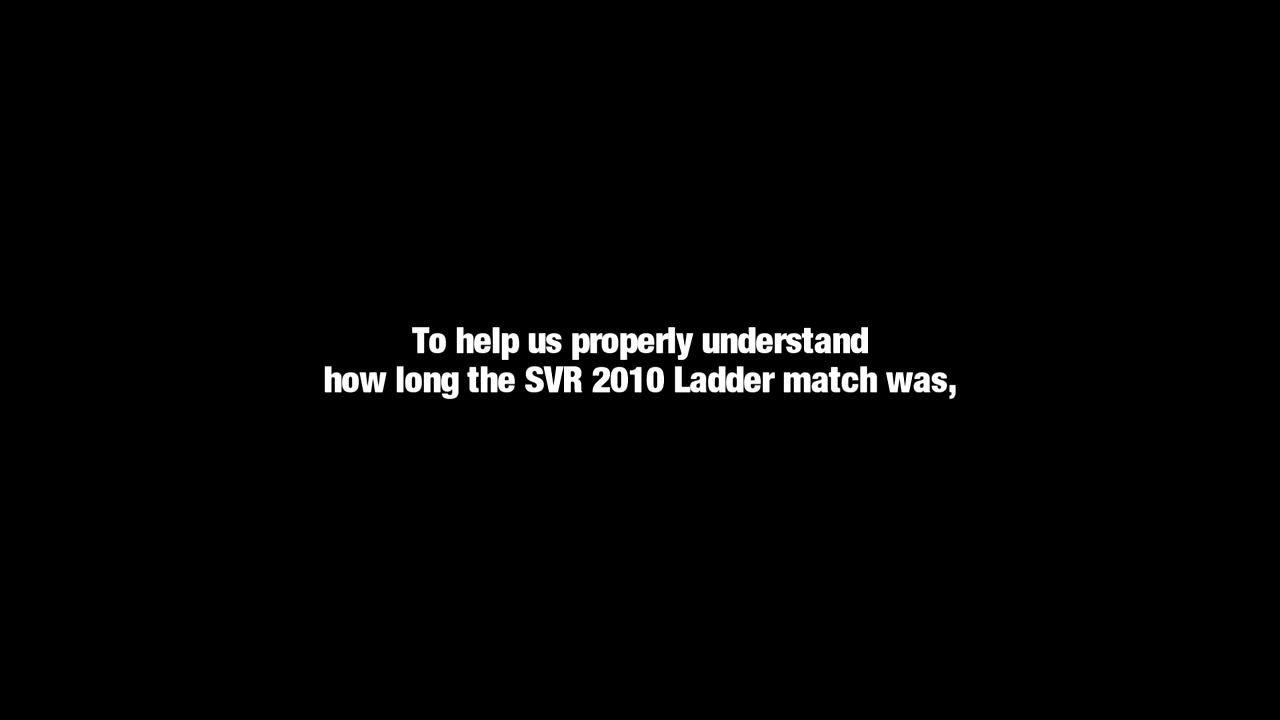 To help us properly understand
how long the SVR 2010 Ladder match was,